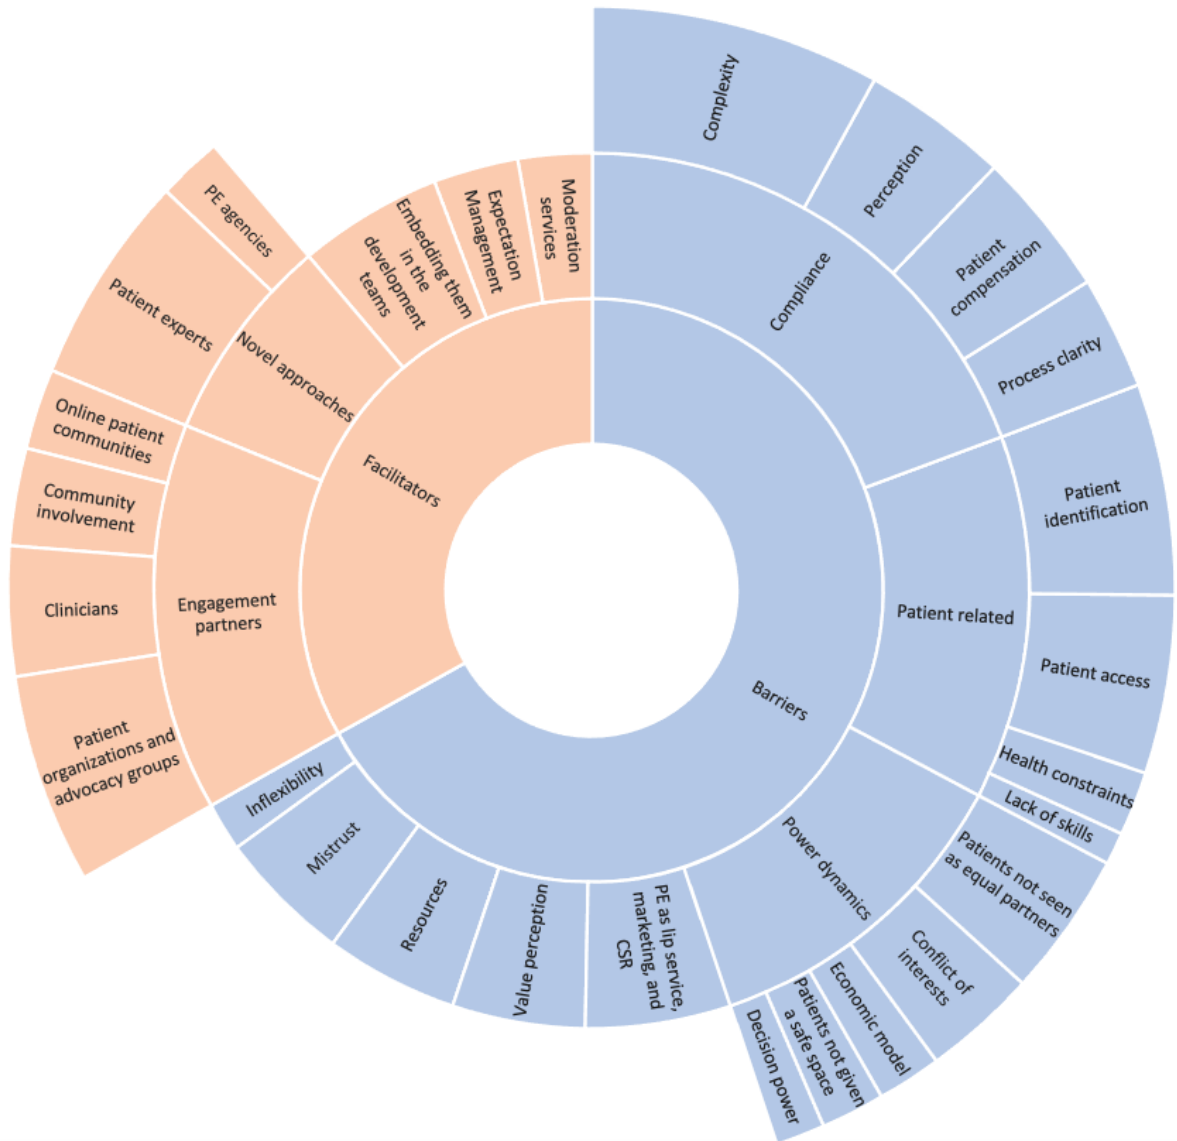 Complexity
Perception
Patient
compensation
Process clarity
Compliance
Patient
identification
Patient access
Health constraints
Lack of skills
Patient related
Barriers
Patients not seen
as equal partners
Conflict of
interests
Economic model
Patients not given
a safe space
Decision power
Power dynamics
PE as lip service,
marketing, and
CSR
Value perception
Resources
Mistrust
Inflexibility
Facilitators
Engagement
partners
Patient
organizations and
advocacy groups
Clinicians
Community
involvement
Online patient
communities
Novel approaches
Patient experts
PE agencies
Embedding them
in the
development
teams
Expectation
Management
Moderation
services